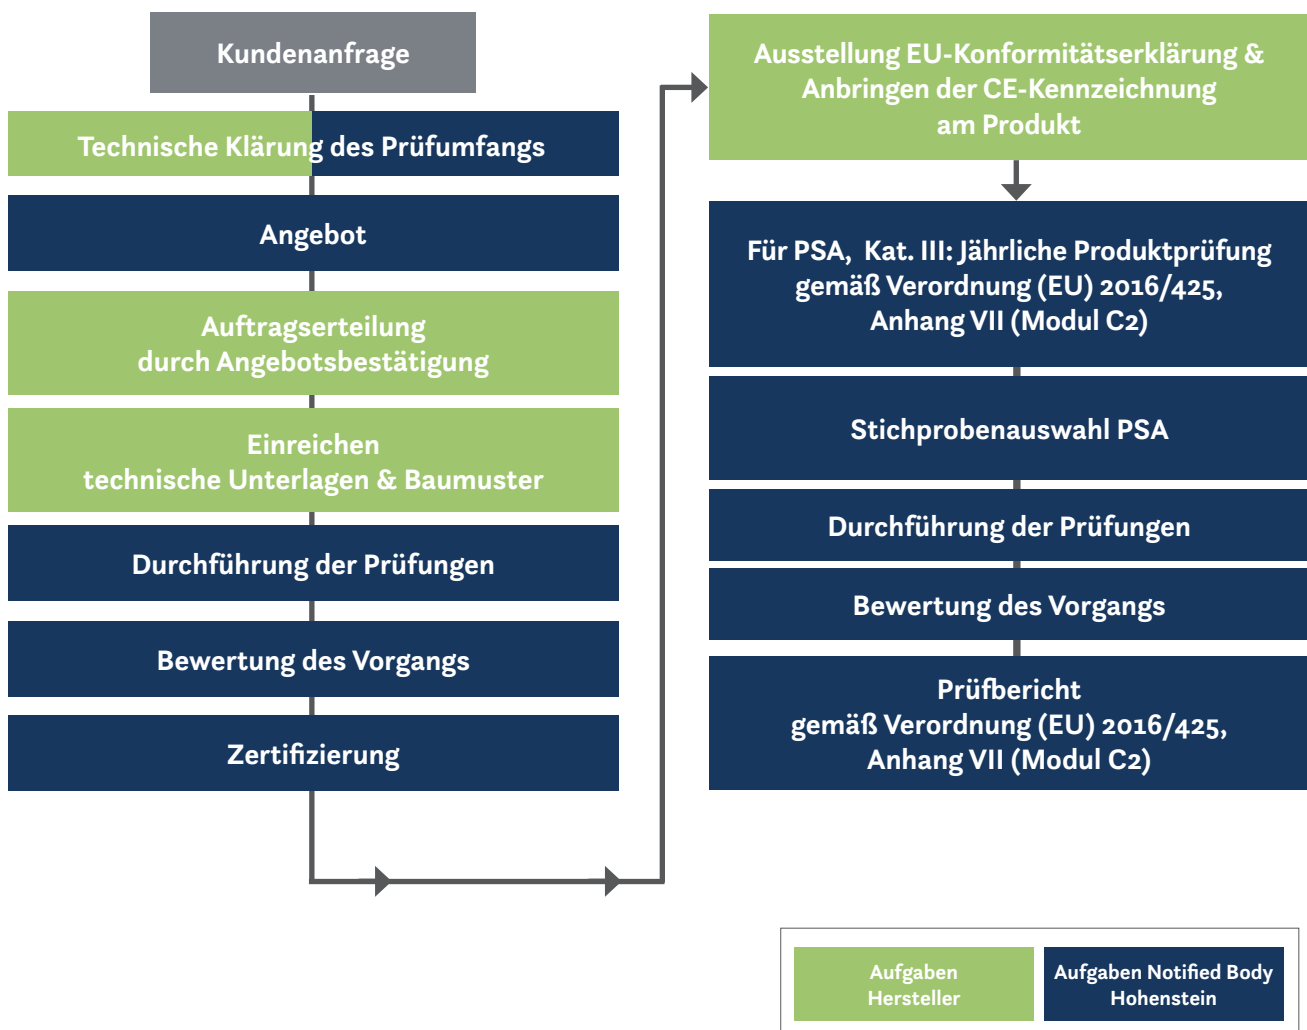 Kundenanfrage
Technische Klärung des Prüfumfangs
Angebot
Auftragserteilung
durch Angebotsbestätigung
Einreichen
technische Unterlagen & Baumuster
Durchführung der Prüfungen
Bewertung des Vorgangs
Zertifizierung
Ausstellung EU-Konformitätserklärung &
Anbringen der CE-Kennzeichnung
am Produkt
Für PSA, Kat. III: Jährliche Produktprüfung
gemäß Verordnung (EU) 2016/425,
Anhang VII (Modul C2)
Stichprobenauswahl PSA
Durchführung der Prüfungen
Bewertung des Vorgangs
Prüfbericht
gemäß Verordnung (EU) 2016/425,
Anhang VII (Modul C2)
Aufgaben
Hersteller
Aufgaben Notified Body
Hohenstein